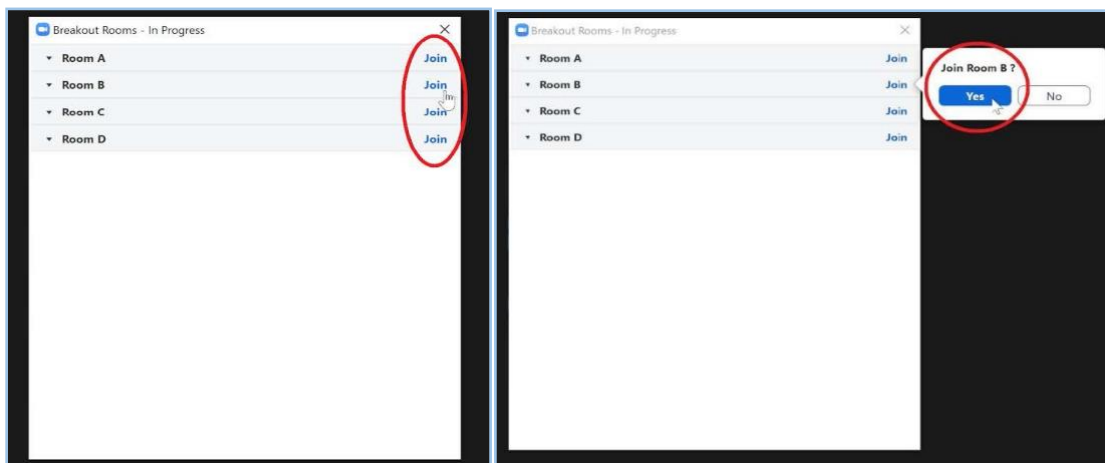 Breakout Rooms - In Progress
Room A Join
Room B Join
Room C Join
Room D Join
Breakout Rooms - In Progress
Room A Join
Room B Join
Room C Join
Room D Join
Join Room B ?
Yes No